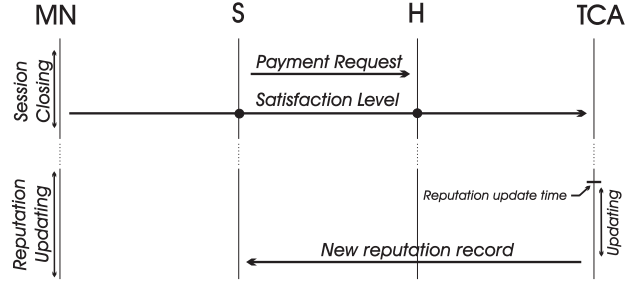 MN S H TCA
Payment Request
Satisfaction Level
Session
Closing
Reputation update time
Reputation
Updating
Updating
New reputation record